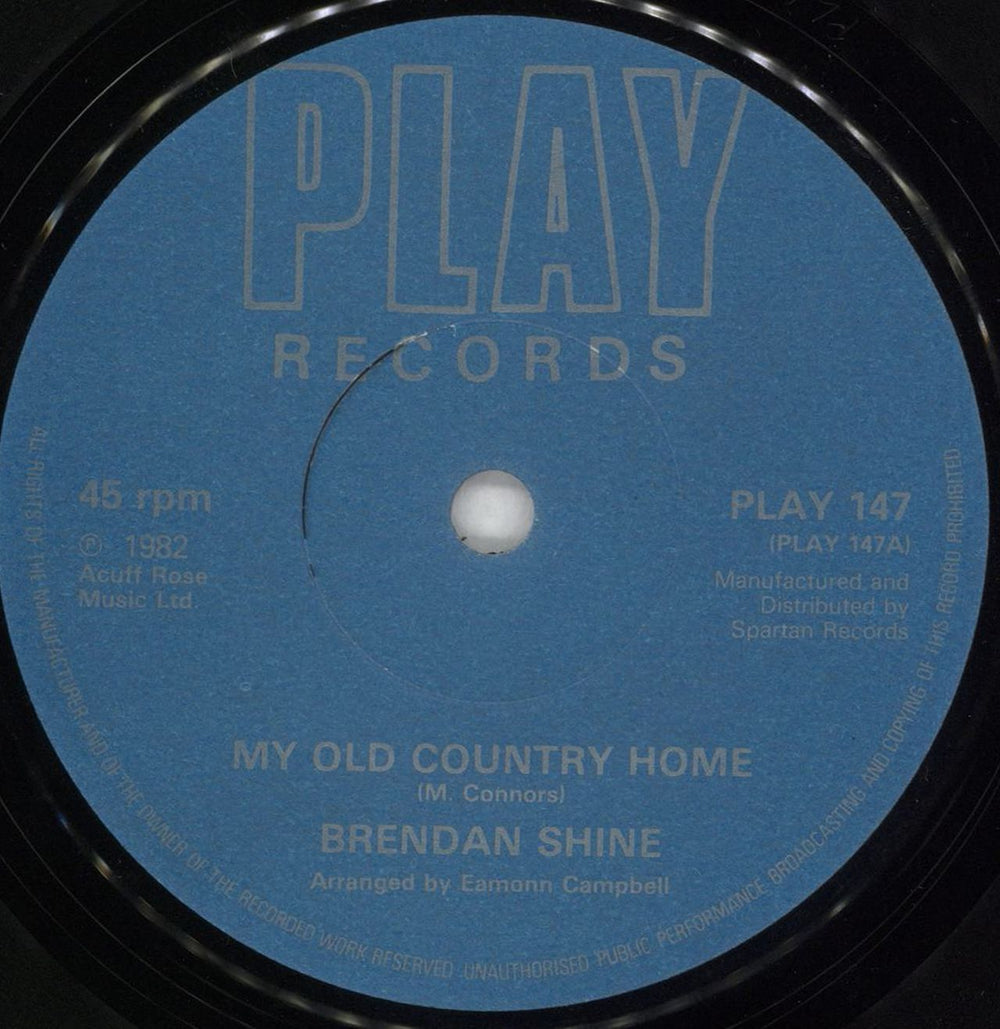 PLAY
RECORDS
45 rpm
Ⓟ 1982
Acuff Rose
Music Ltd.
PLAY 147
(PLAY 147A)
Manufactured and
Distributed by
Spartan Records
MY OLD COUNTRY HOME
(M. Connors)
BRENDAN SHINE
Arranged by Eamonn Campbell
ALL RIGHTS OF THE MANUFACTURER AND OF THE OWNER OF THE RECORDED WORK RESERVED UNAUTHORISED PUBLIC PERFORMANCE BROADCASTING AND COPYING OF THIS RECORD PROHIBITED